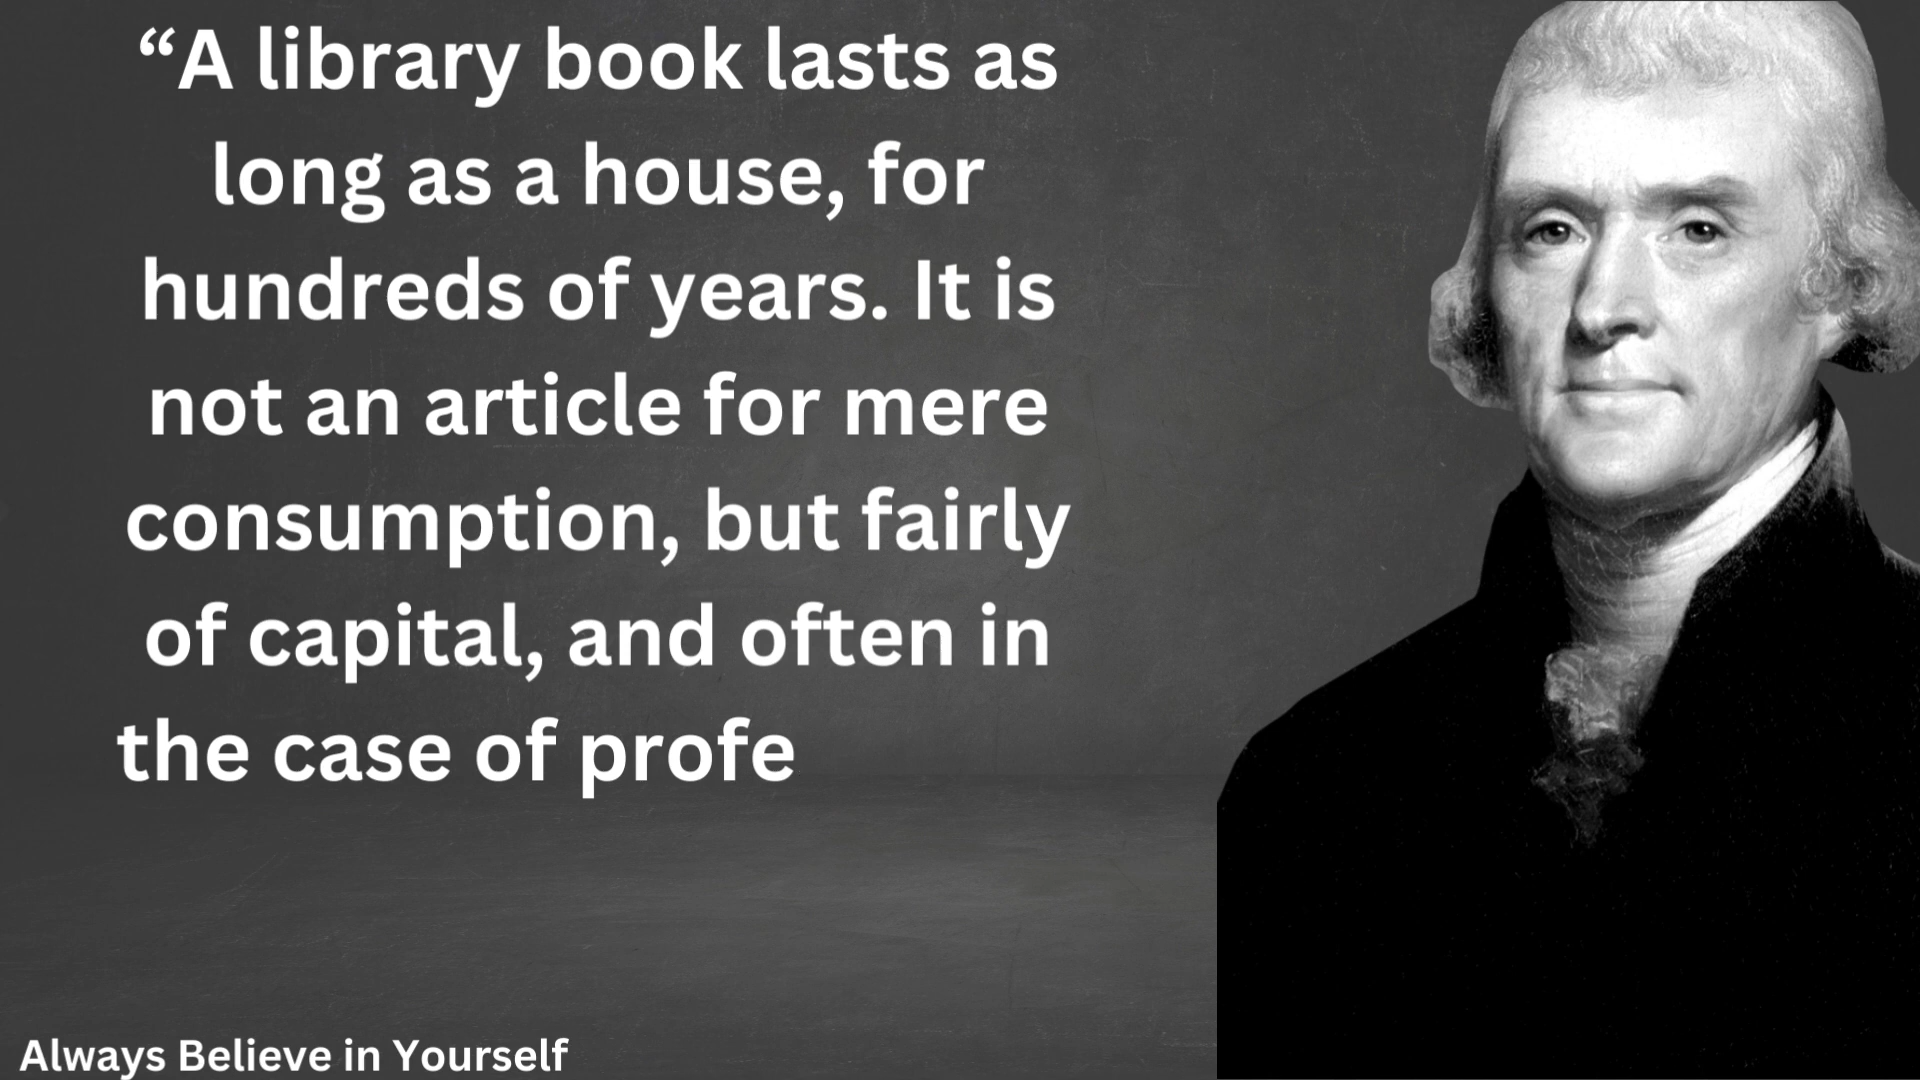 “A library book lasts as
long as a house, for
hundreds of years. It is
not an article for mere
consumption, but fairly
of capital, and often in
the case of profe
Always Believe in Yourself